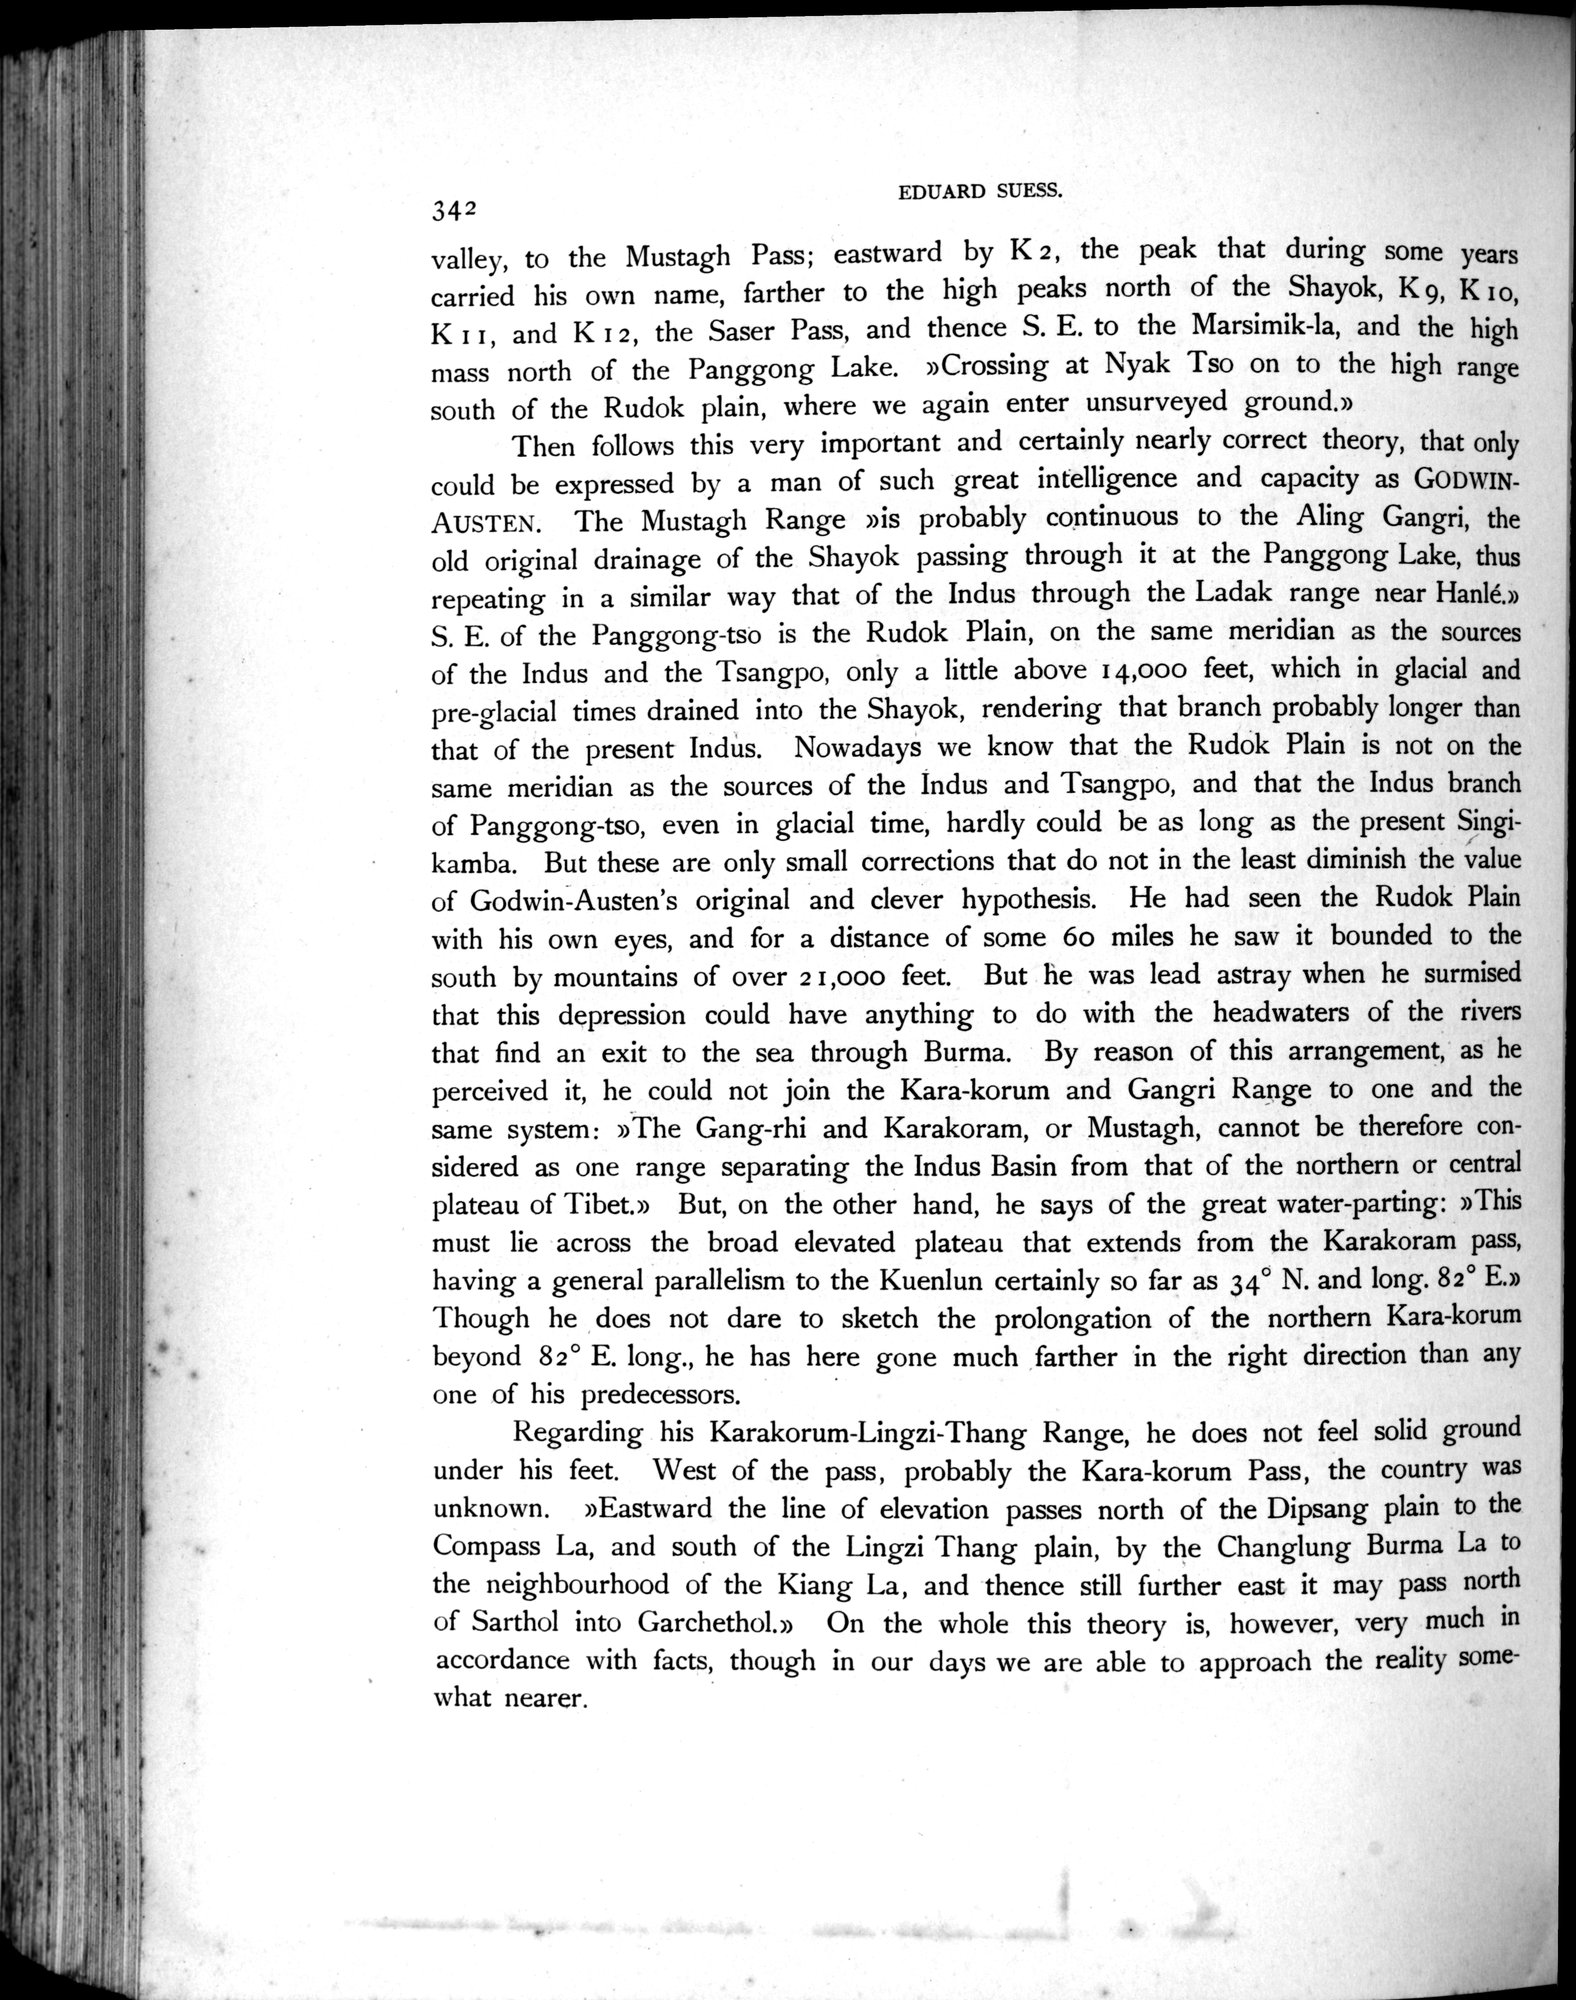 EDUARD SUESS.
342
valley, to the Mustagh Pass; eastward by K 2, the peak that during some years
carried his own name, farther to the high peaks north of the Shayok, K 9, K 10,
K 11, and K 12, the Saser Pass, and thence S. E. to the Marsimik-la, and the high
mass north of the Panggong Lake. »Crossing at Nyak Tso on to the high range
south of the Rudok plain, where we again enter unsurveyed ground.»
Then follows this very important and certainly nearly correct theory, that only
could be expressed by a man of such great intelligence and capacity as GODWIN-
AUSTEN. The Mustagh Range »is probably continuous to the Aling Gangri, the
old original drainage of the Shayok passing through it at the Panggong Lake, thus
repeating in a similar way that of the Indus through the Ladak range near Hanlé.»
S. E. of the Panggong-tso is the Rudok Plain, on the same meridian as the sources
of the Indus and the Tsangpo, only a little above 14,000 feet, which in glacial and
pre-glacial times drained into the Shayok, rendering that branch probably longer than
that of the present Indus. Nowadays we know that the Rudok Plain is not on the
same meridian as the sources of the Indus and Tsangpo, and that the Indus branch
of Panggong-tso, even in glacial time, hardly could be as long as the present Singi-
kamba. But these are only small corrections that do not in the least diminish the value
of Godwin-Austen's original and clever hypothesis. He had seen the Rudok Plain
with his own eyes, and for a distance of some 60 miles he saw it bounded to the
south by mountains of over 21,000 feet. But he was lead astray when he surmised
that this depression could have anything to do with the headwaters of the rivers
that find an exit to the sea through Burma. By reason of this arrangement, as he
perceived it, he could not join the Kara-korum and Gangri Range to one and the
same system: »The Gang-rhi and Karakoram, or Mustagh, cannot be therefore con-
sidered as one range separating the Indus Basin from that of the northern or central
plateau of Tibet.» But, on the other hand, he says of the great water-parting: »This
must lie across the broad elevated plateau that extends from the Karakoram pass,
having a general parallelism to the Kuenlun certainly so far as 34° N. and long. 82° E.»
Though he does not dare to sketch the prolongation of the northern Kara-korum
beyond 82° E. long., he has here gone much farther in the right direction than any
one of his predecessors.
Regarding his Karakorum-Lingzi-Thang Range, he does not feel solid ground
under his feet. West of the pass, probably the Kara-korum Pass, the country was
unknown. »Eastward the line of elevation passes north of the Dipsang plain to the
Compass La, and south of the Lingzi Thang plain, by the Changlung Burma La to
the neighbourhood of the Kiang La, and thence still further east it may pass north
of Sarthol into Garchethol.» On the whole this theory is, however, very much in
accordance with facts, though in our days we are able to approach the reality some-
what nearer.